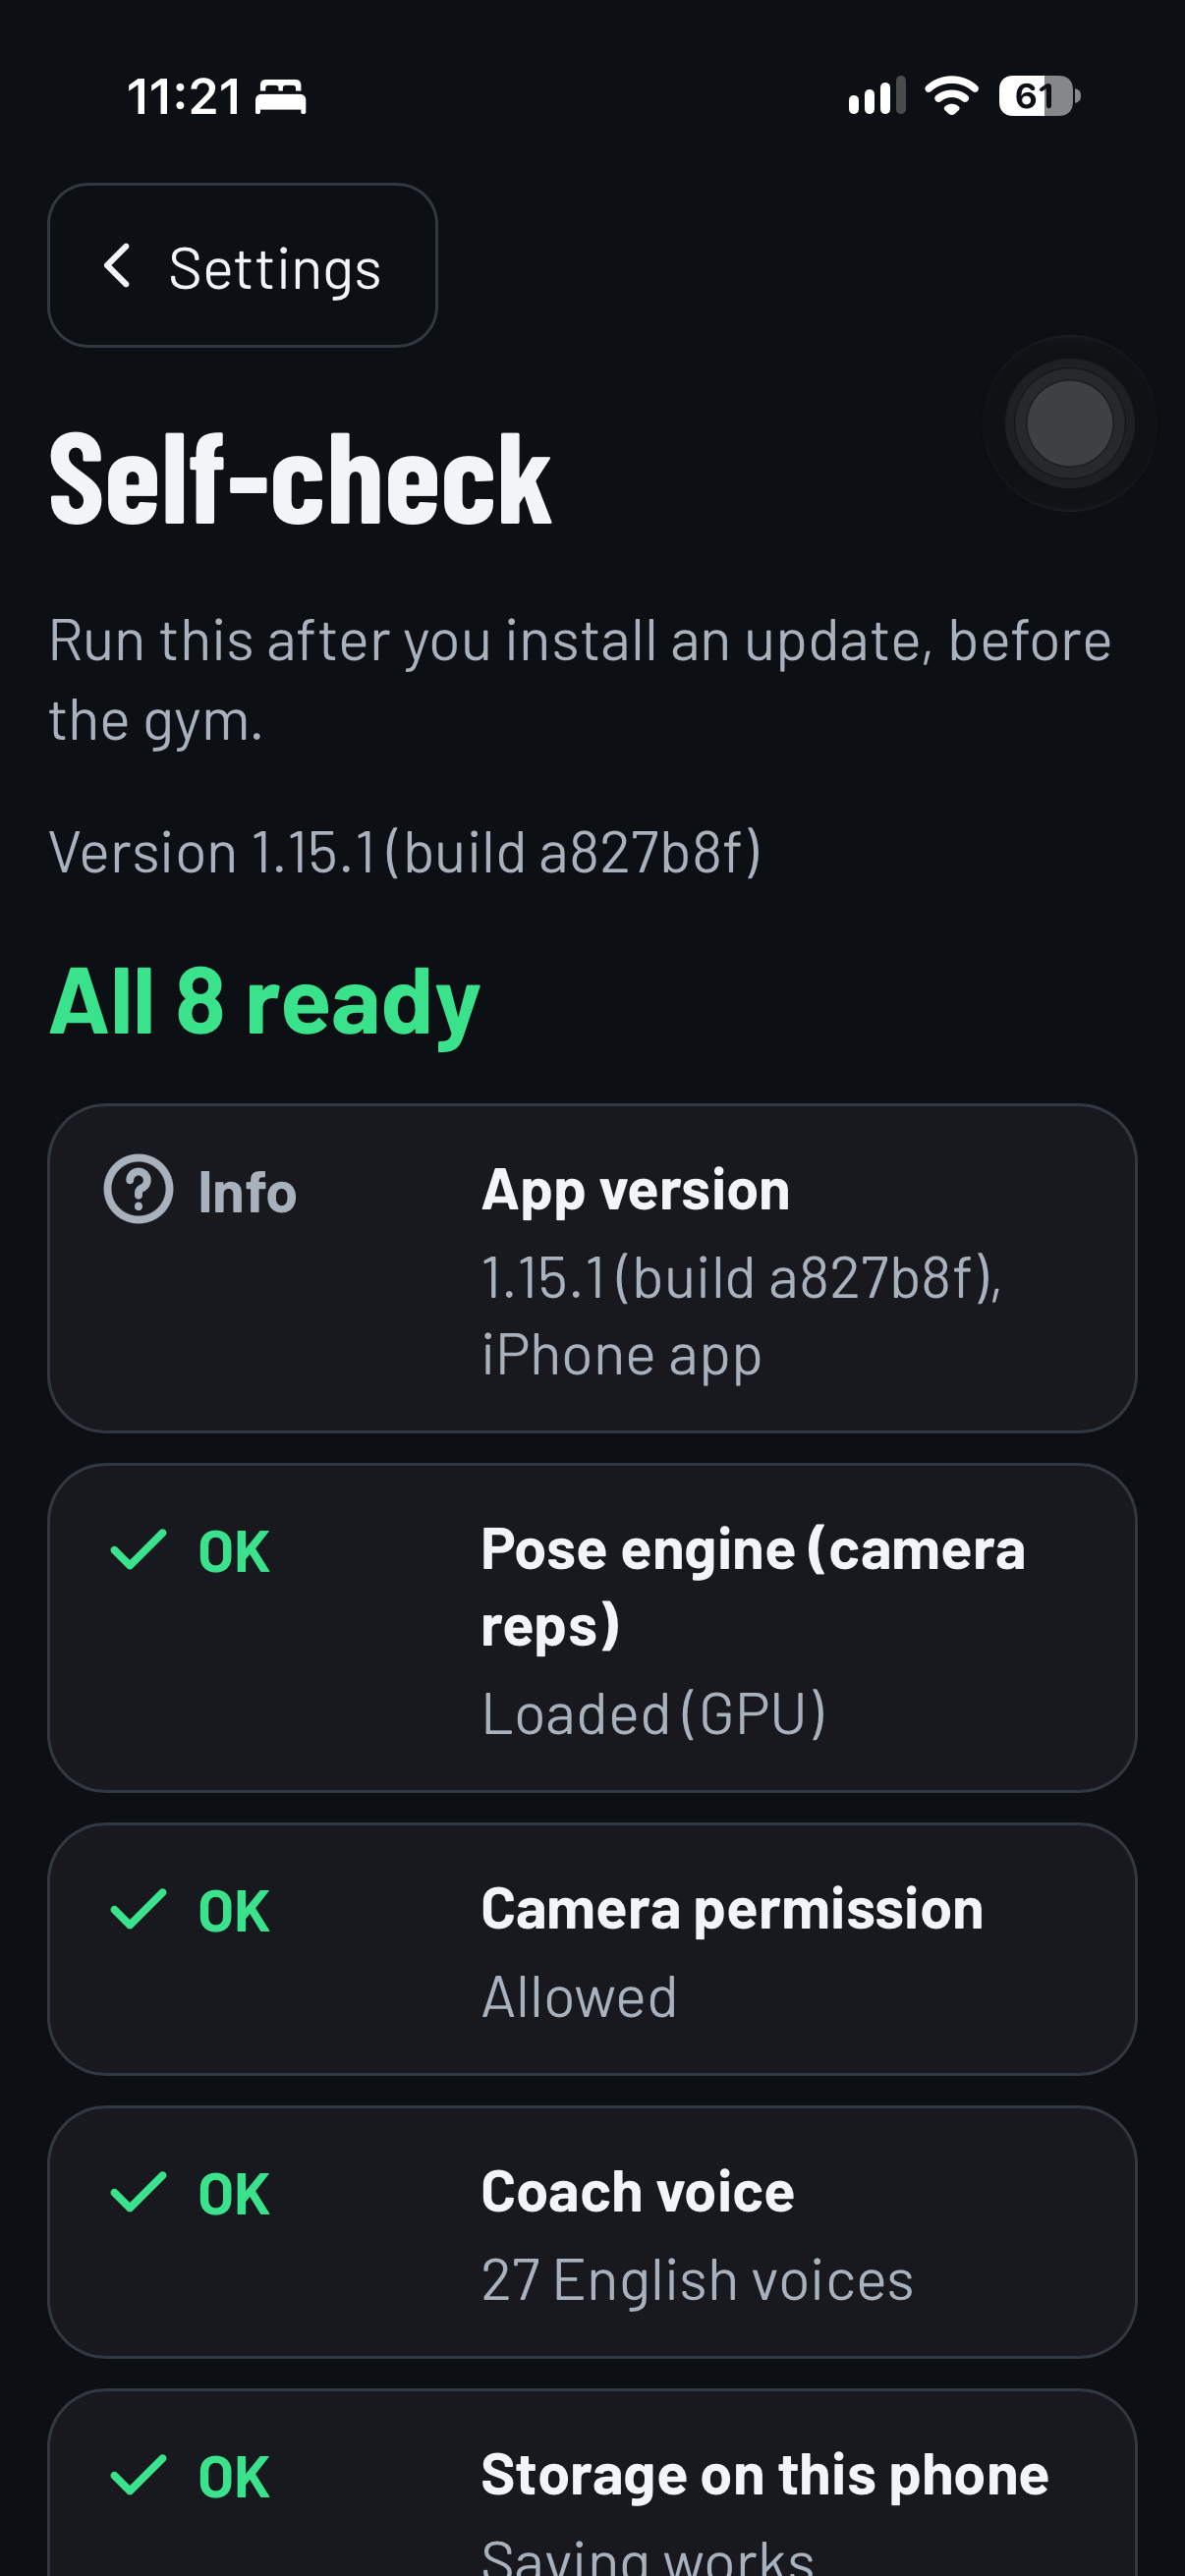 11:21
61
Settings
Self-check
Run this after you install an update, before
the gym.
Version 1.15.1 (build a827b8f)
All 8 ready
Info
App version
1.15.1 (build a827b8f),
iPhone app
OK
Pose engine (camera
reps)
Loaded (GPU)
OK
Camera permission
Allowed
OK
Coach voice
27 English voices
OK
Storage on this phone
Saving works